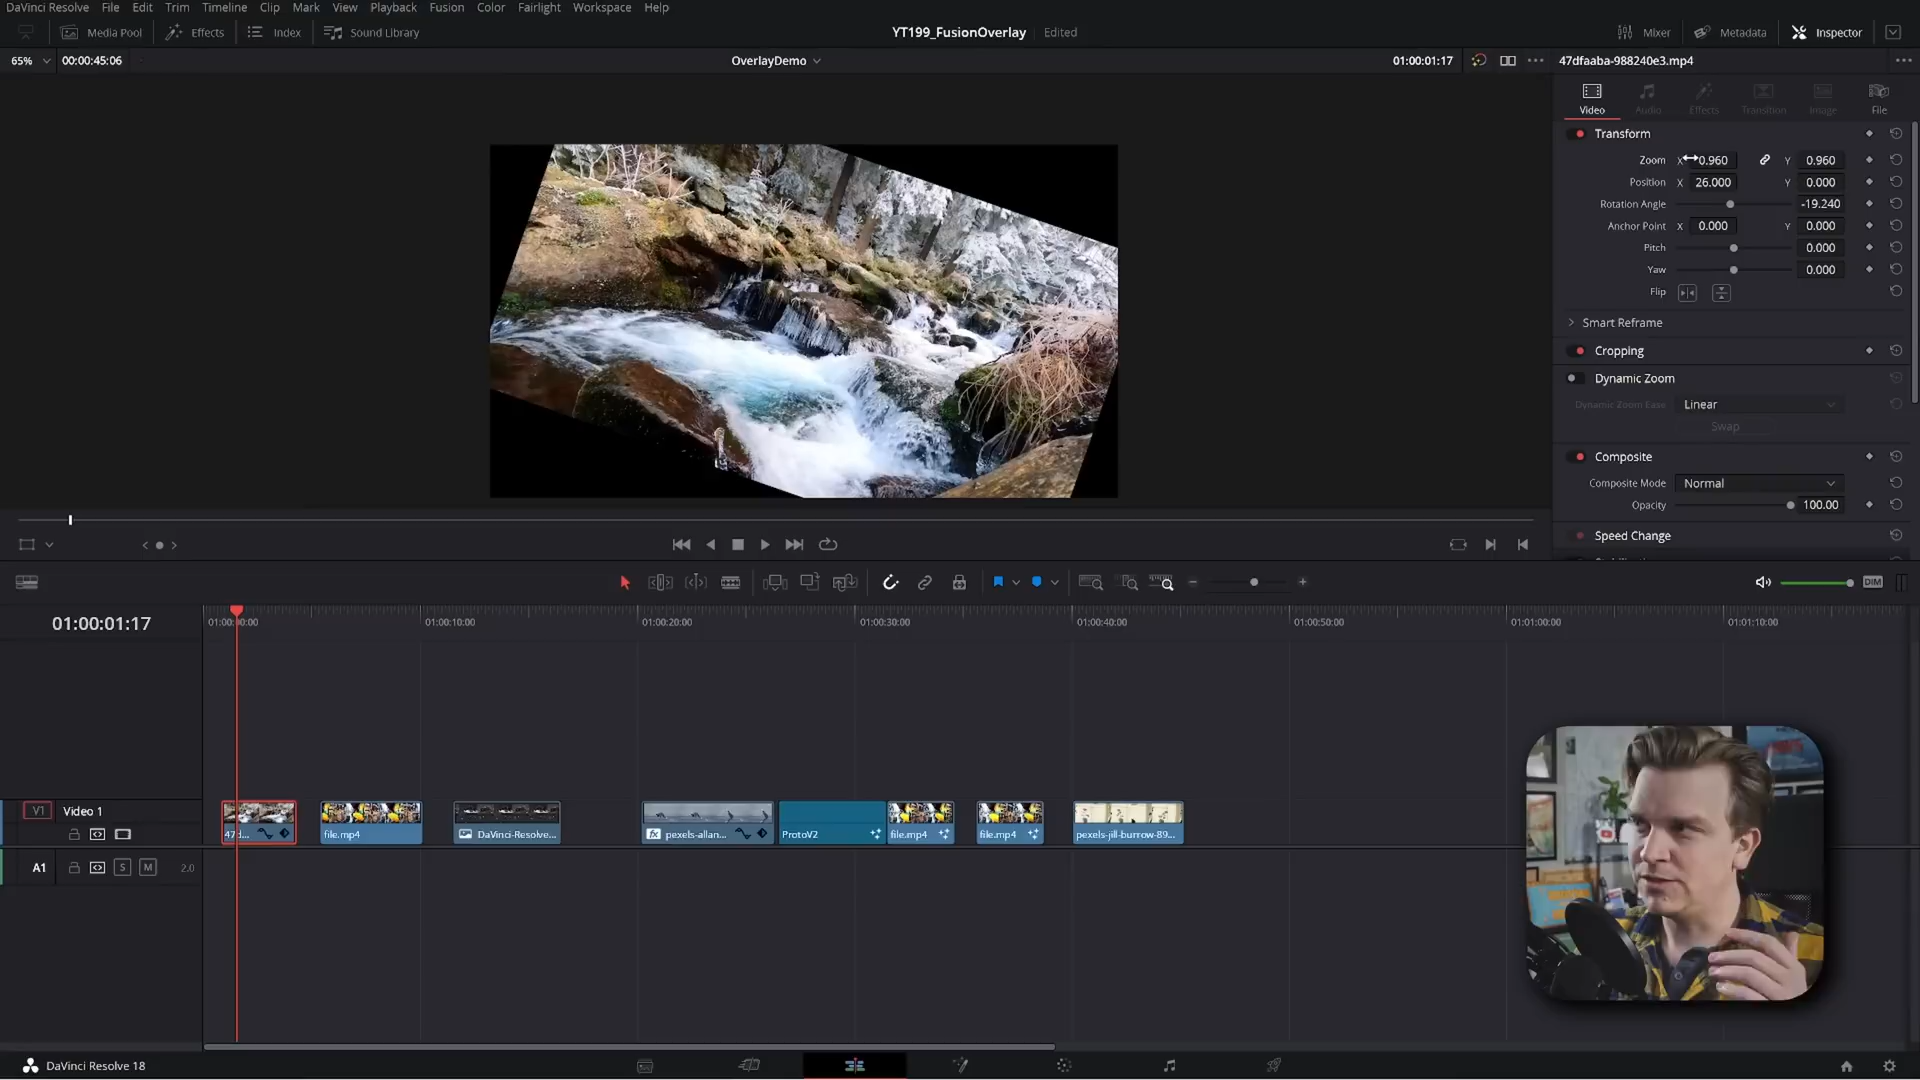 DaVinci Resolve File Edit Trim Timeline Clip Mark View Playback Fusion Color Fairlight Workspace Help
Media Pool Effects Index Sound Library YT199_FusionOverlay Edited Mixer Metadata Inspector
65% 00:00:45:06 OverlayDemo 01:00:01:17 47dfaaba-988240e3.mp4
Video Audio Effects Transition Image File
Transform
Zoom X 0.960 Y 0.960
Position X 26.000 Y 0.000
Rotation Angle -19.240
Anchor Point X 0.000 Y 0.000
Pitch 0.000
Yaw 0.000
Flip
Smart Reframe
Cropping
Dynamic Zoom
Dynamic Zoom Ease Linear
Swap
Composite
Composite Mode Normal
Opacity 100.00
Speed Change
DIM
01:00:01:17
01:00:00:00 01:00:10:00 01:00:20:00 01:00:30:00 01:00:40:00 01:00:50:00 01:01:00:00 01:01:10:00
V1 Video 1
47d... file.mp4 DaVinci-Resolve... fx pexels-allan... ProtoV2 file.mp4 file.mp4 pexels-jill-burrow-89...
A1 S M 2.0
DaVinci Resolve 18